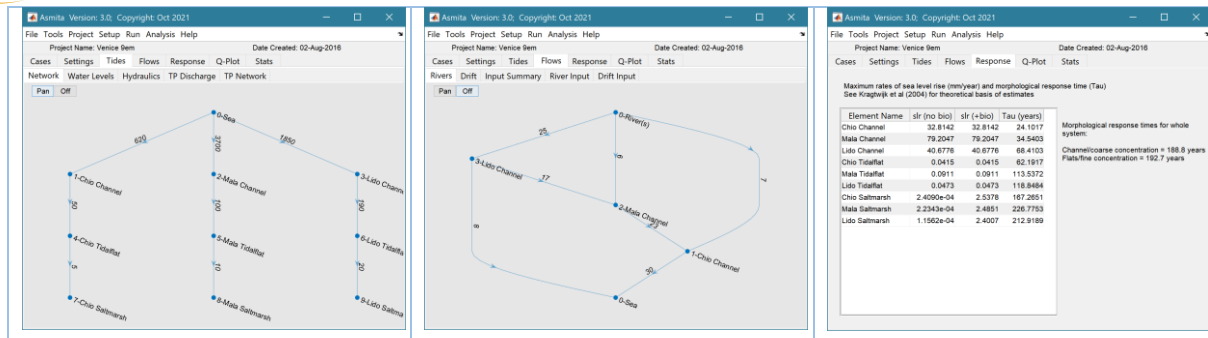 Asmita Version: 3.0; Copyright: Oct 2021
File Tools Project Setup Run Analysis Help
Project Name: Venice 9em Date Created: 02-Aug-2016
Cases Settings Tides Flows Response Q-Plot Stats
Network Water Levels Hydraulics TP Discharge TP Network
Pan Off
0-Sea
620
3700
1850
1-Chio Channel
2-Mala Channel
3-Lido Chann
50
100
190
4-Chio Tidalflat
5-Mala Tidalflat
6-Lido Tidalfla
5
10
20
7-Chio Saltmarsh
8-Mala Saltmarsh
9-Lido Saltma
Asmita Version: 3.0; Copyright: Oct 2021
File Tools Project Setup Run Analysis Help
Project Name: Venice 9em Date Created: 02-Aug-2016
Cases Settings Tides Flows Response Q-Plot Stats
Rivers Drift Input Summary River Input Drift Input
Pan Off
0-River(s)
25
3-Lido Channel
17
2-Mala Channel
7
8
1-Chio Channel
30
0-Sea
Asmita Version: 3.0; Copyright: Oct 2021
File Tools Project Setup Run Analysis Help
Project Name: Venice 9em Date Created: 02-Aug-2016
Cases Settings Tides Flows Response Q-Plot Stats
Maximum rates of sea level rise (mm/year) and morphological response time (Tau)
See Kragtwijk et al (2004) for theoretical basis of estimates
Element Name slr (no bio) slr (+bio) Tau (years)
Chio Channel 32.8142 32.8142 24.1017
Mala Channel 79.2047 79.2047 34.5403
Lido Channel 40.6776 40.6776 68.4103
Chio Tidalflat 0.0415 0.0415 62.1917
Mala Tidalflat 0.0911 0.0911 113.5372
Lido Tidalflat 0.0473 0.0473 118.8484
Chio Saltmarsh 2.4090e-04 2.5378 167.2651
Mala Saltmarsh 2.2343e-04 2.4851 226.7753
Lido Saltmarsh 1.1562e-04 2.4007 212.9189
Morphological response times for whole
system:
Channel/coarse concentration = 188.8 years
Flats/fine concentration = 192.7 years